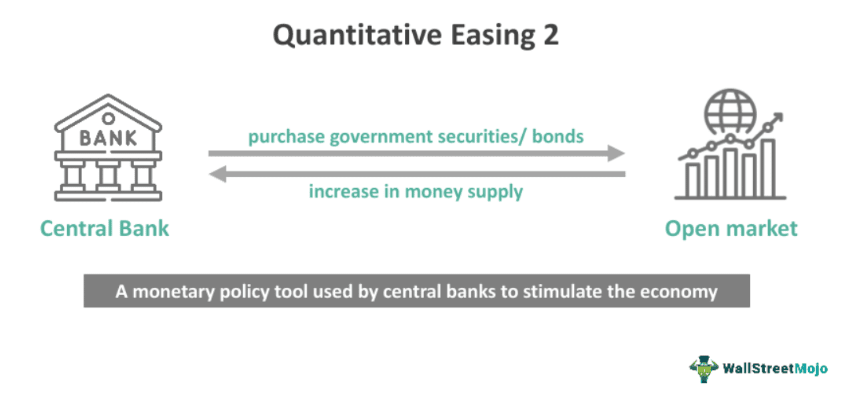 Quantitative Easing 2
BANK
purchase government securities/ bonds
increase in money supply
Central Bank
Open market
A monetary policy tool used by central banks to stimulate the economy
WallStreetMojo